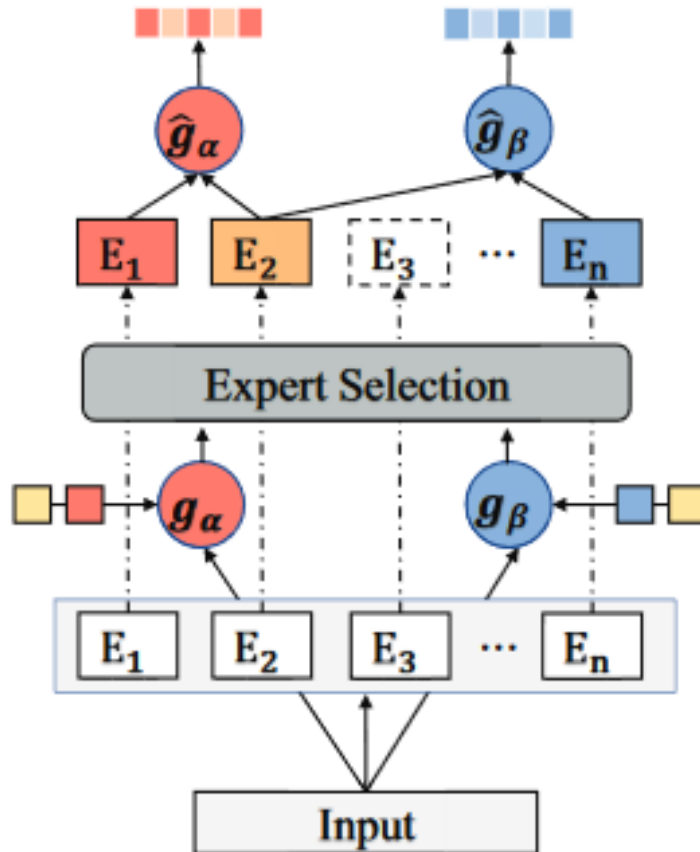 ĝα ĝβ
E1 E2 E3 ... En
Expert Selection
gα gβ
E1 E2 E3 ... En
Input